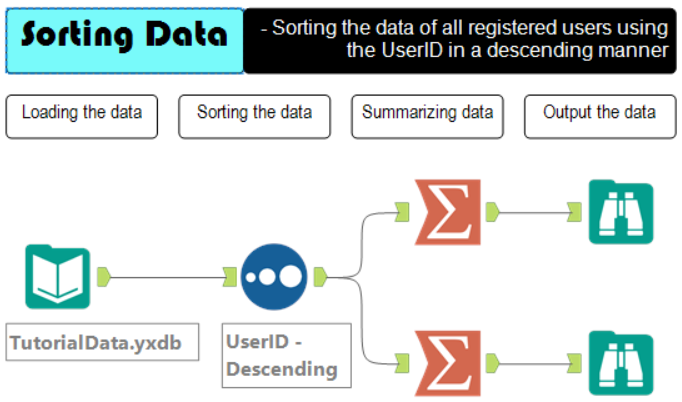 Sorting Data
- Sorting the data of all registered users using
the UserID in a descending manner
Loading the data
Sorting the data
Summarizing data
Output the data
Σ
Σ
TutorialData.yxdb
UserID -
Descending